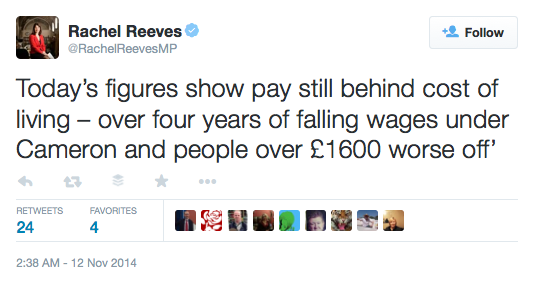 Rachel Reeves
@RachelReevesMP
Follow
Today’s figures show pay still behind cost of
living – over four years of falling wages under
Cameron and people over £1600 worse off’
RETWEETS FAVORITES
24 4
2:38 AM - 12 Nov 2014